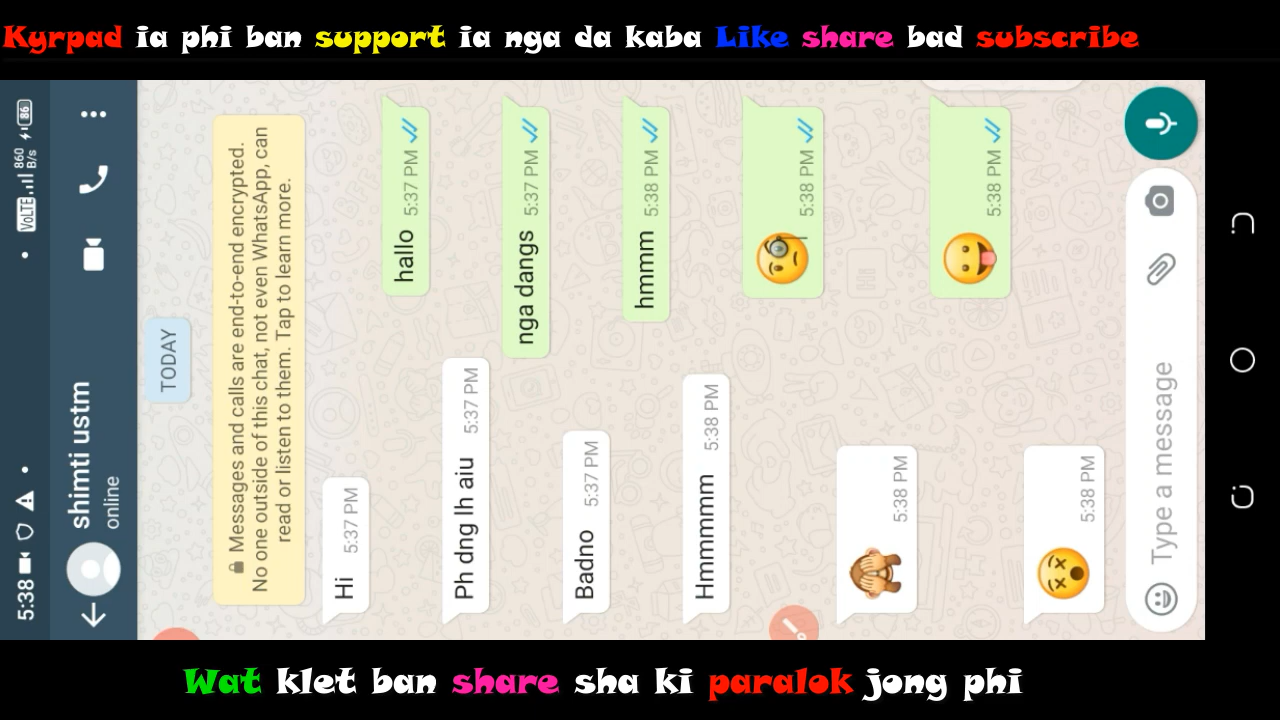 Kyrpad ia phi ban support ia nga da kaba Like share bad subscribe
5:38
VoLTE 860 B/s 86
shimti ustm
online
TODAY
Messages and calls are end-to-end encrypted.
No one outside of this chat, not even WhatsApp, can
read or listen to them. Tap to learn more.
Hi 5:37 PM
hallo 5:37 PM
Ph dng lh aiu 5:37 PM
nga dangs 5:37 PM
Badno 5:37 PM
hmmm 5:38 PM
Hmmmmmm 5:38 PM
5:38 PM
5:38 PM
5:38 PM
5:38 PM
Type a message
Wat klet ban share sha ki paralok jong phi